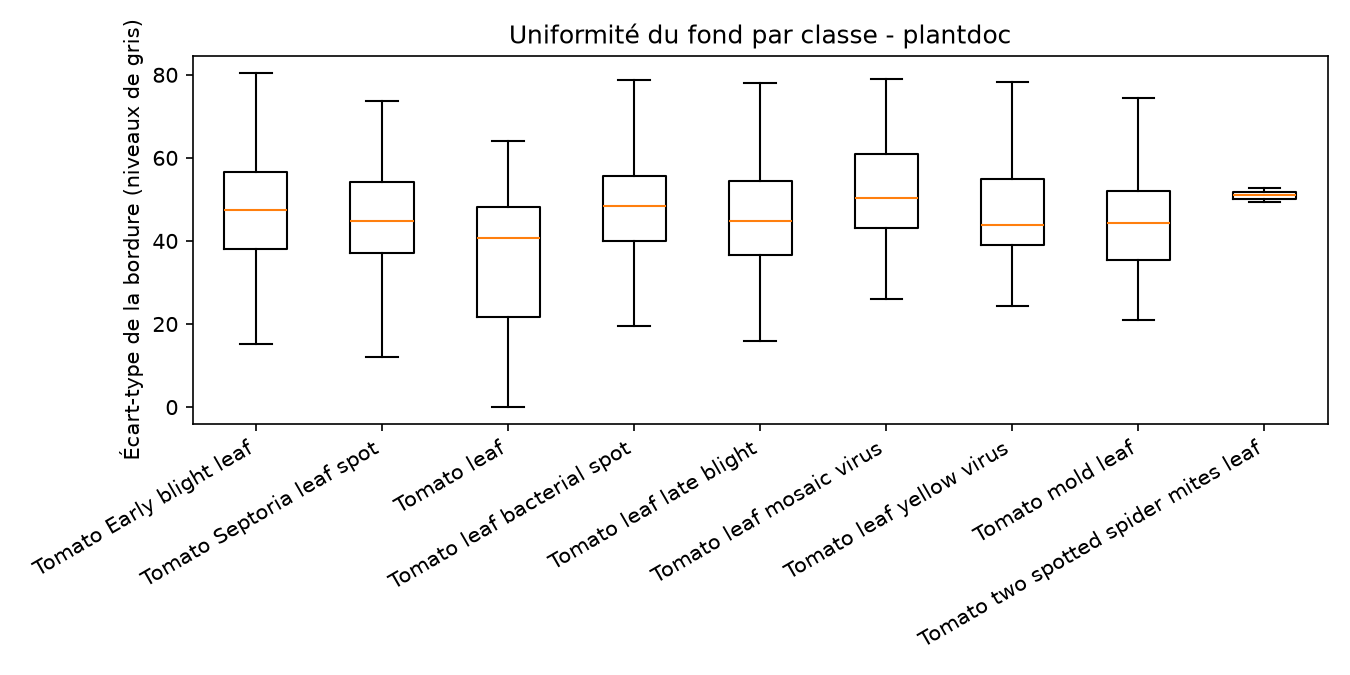 Uniformité du fond par classe - plantdoc
Écart-type de la bordure (niveaux de gris)
80
60
40
20
0
Tomato Early blight leaf
Tomato Septoria leaf spot
Tomato leaf
Tomato leaf bacterial spot
Tomato leaf late blight
Tomato leaf mosaic virus
Tomato leaf yellow virus
Tomato mold leaf
Tomato two spotted spider mites leaf